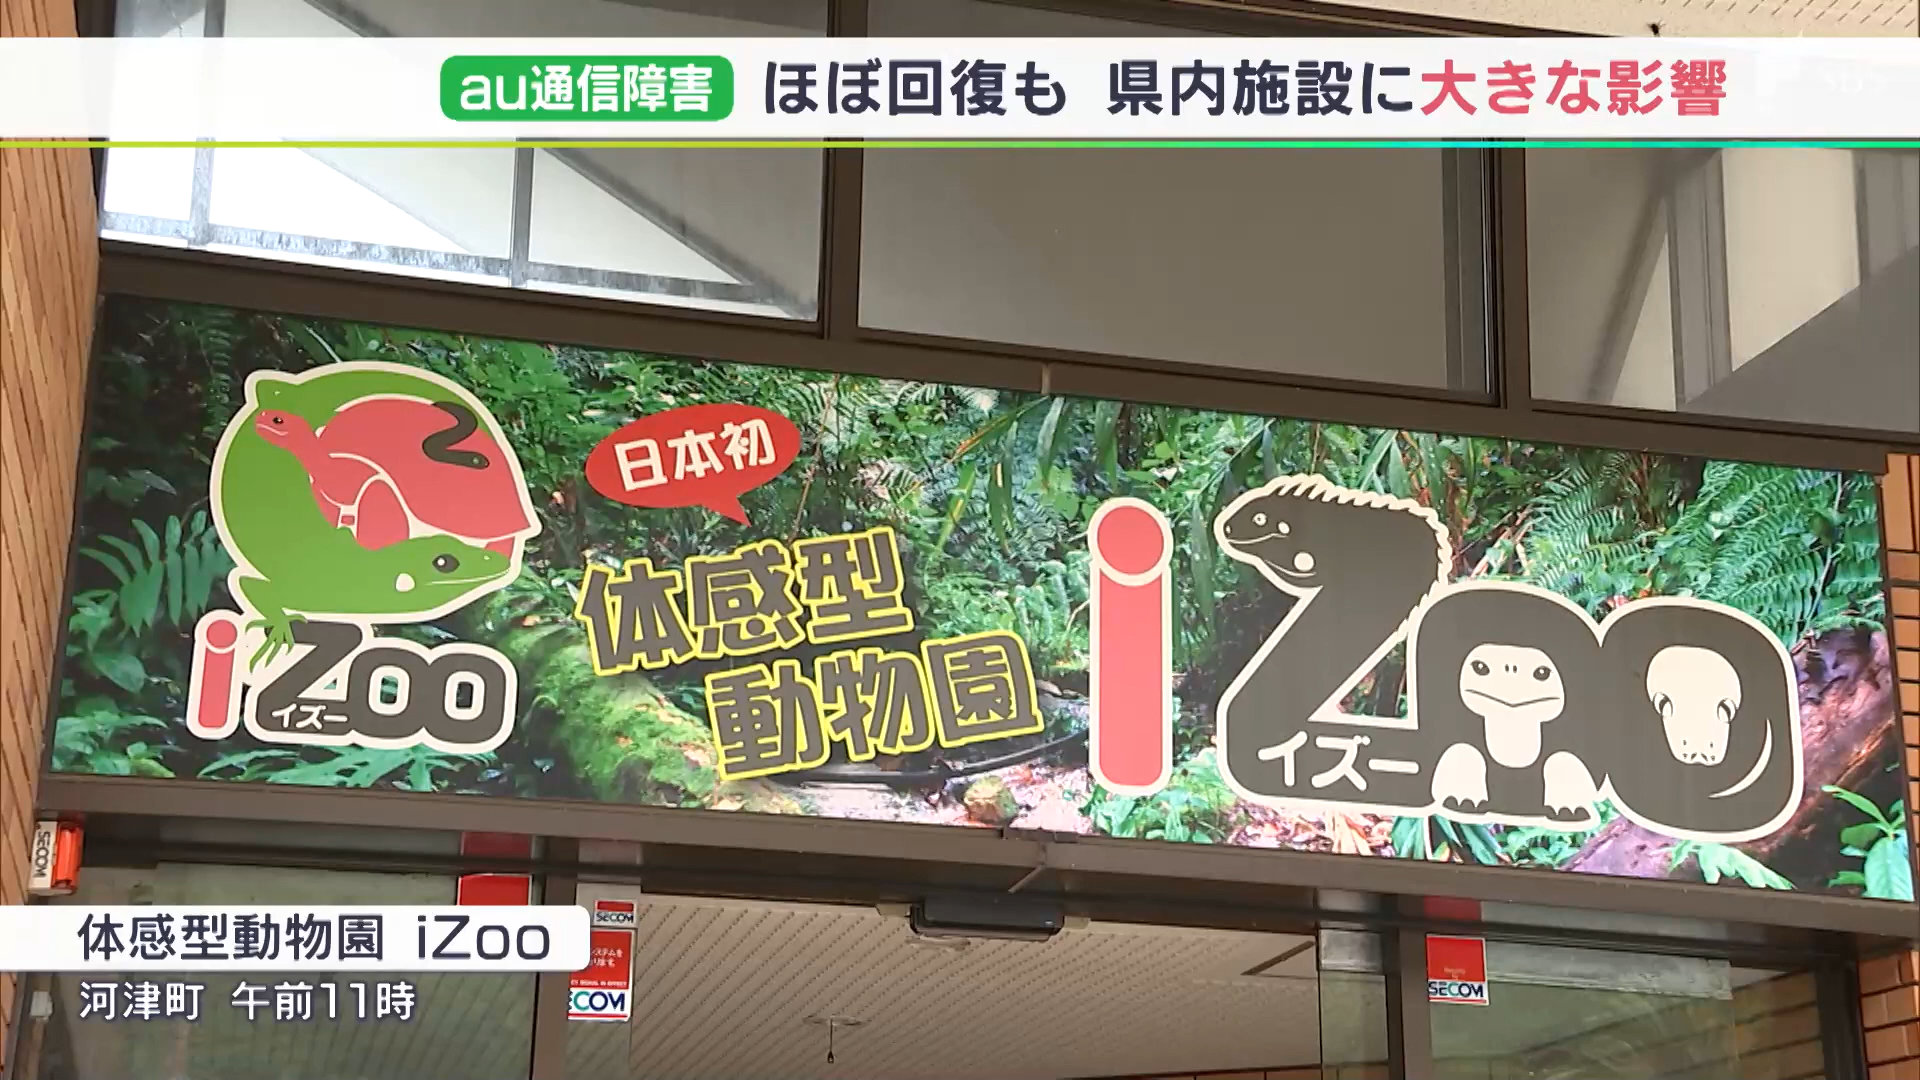 au通信障害 ほぼ回復も 県内施設に大きな影響
SBS
日本初
体感型
動物園
iZoo
イズー
iZoo
イズー
SECOM
SECOM
SECOM
SECOM
体感型動物園 iZoo
河津町 午前11時